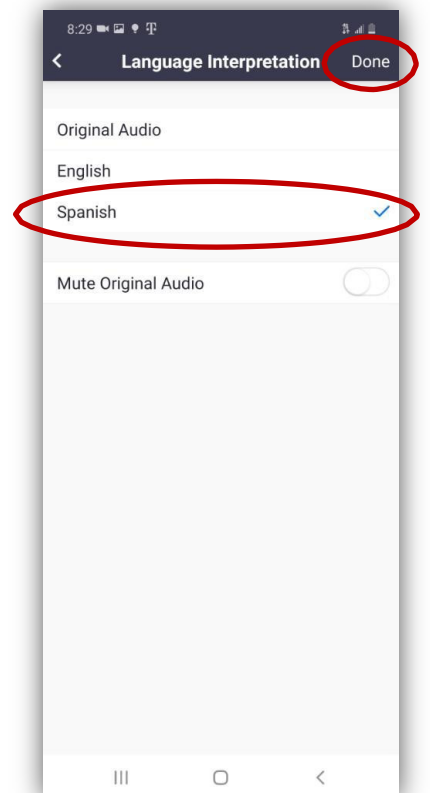 8:29
Language Interpretation Done
Original Audio
English
Spanish
Mute Original Audio